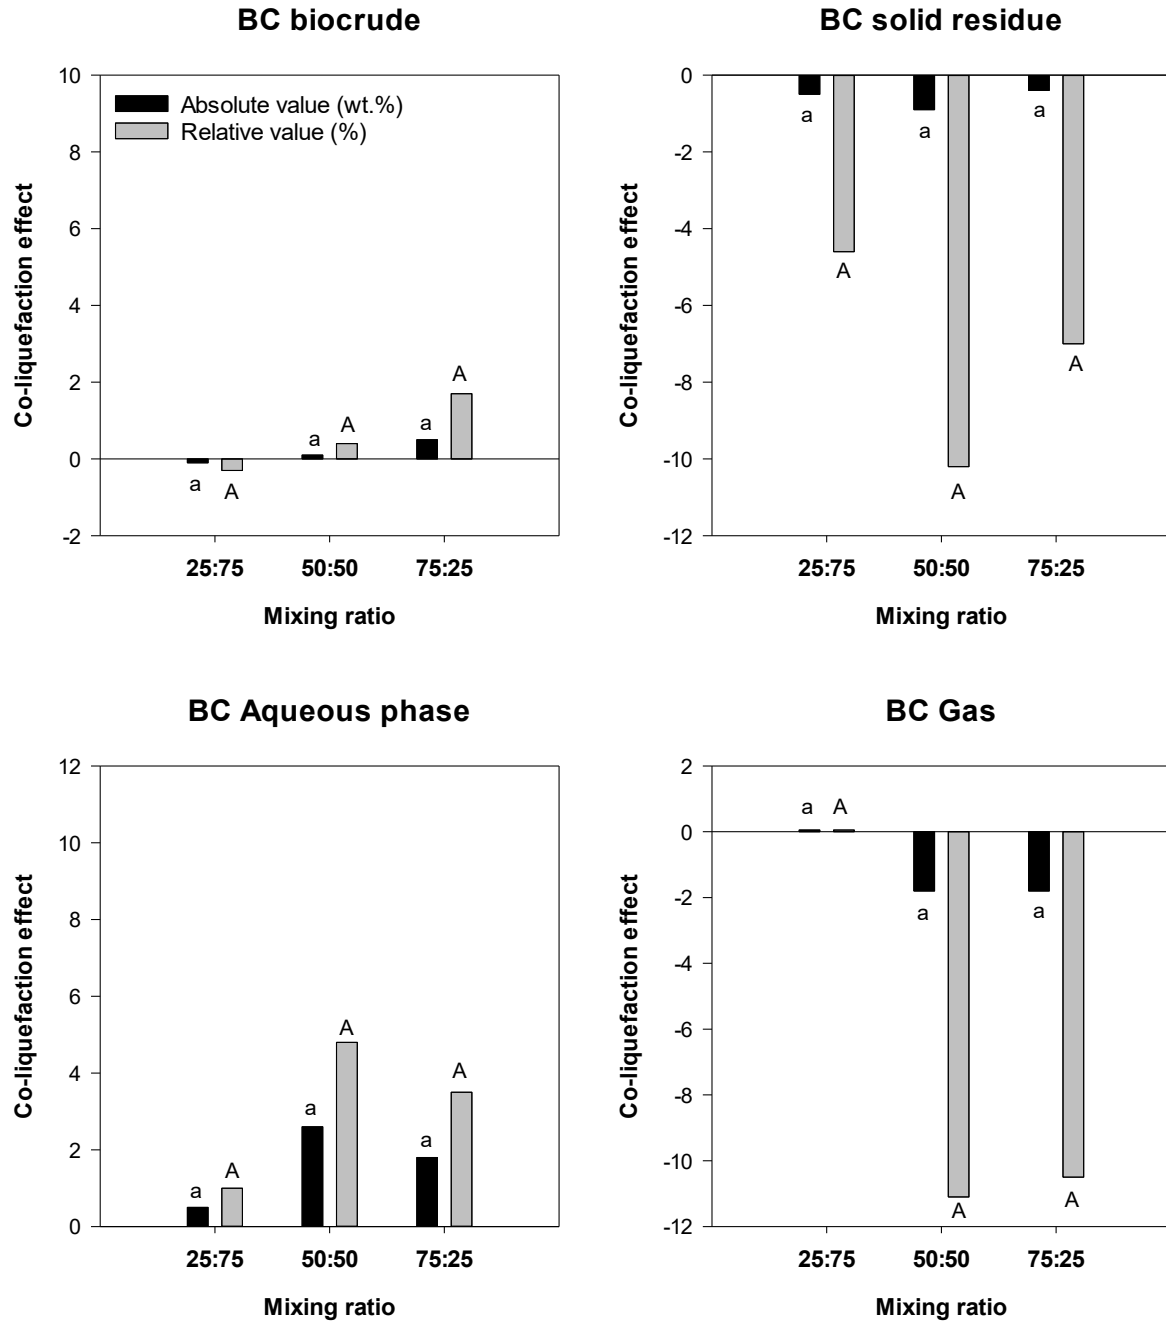 BC biocrude
Co-liquefaction effect
10
8
6
4
2
0
-2
Absolute value (wt.%)
Relative value (%)
a
A
a
A
a
A
25:75
50:50
75:25
Mixing ratio
BC solid residue
Co-liquefaction effect
0
-2
-4
-6
-8
-10
-12
a
A
a
A
a
A
25:75
50:50
75:25
Mixing ratio
BC Aqueous phase
Co-liquefaction effect
12
10
8
6
4
2
0
a
A
a
A
a
A
25:75
50:50
75:25
Mixing ratio
BC Gas
Co-liquefaction effect
2
0
-2
-4
-6
-8
-10
-12
a
A
a
A
a
A
25:75
50:50
75:25
Mixing ratio